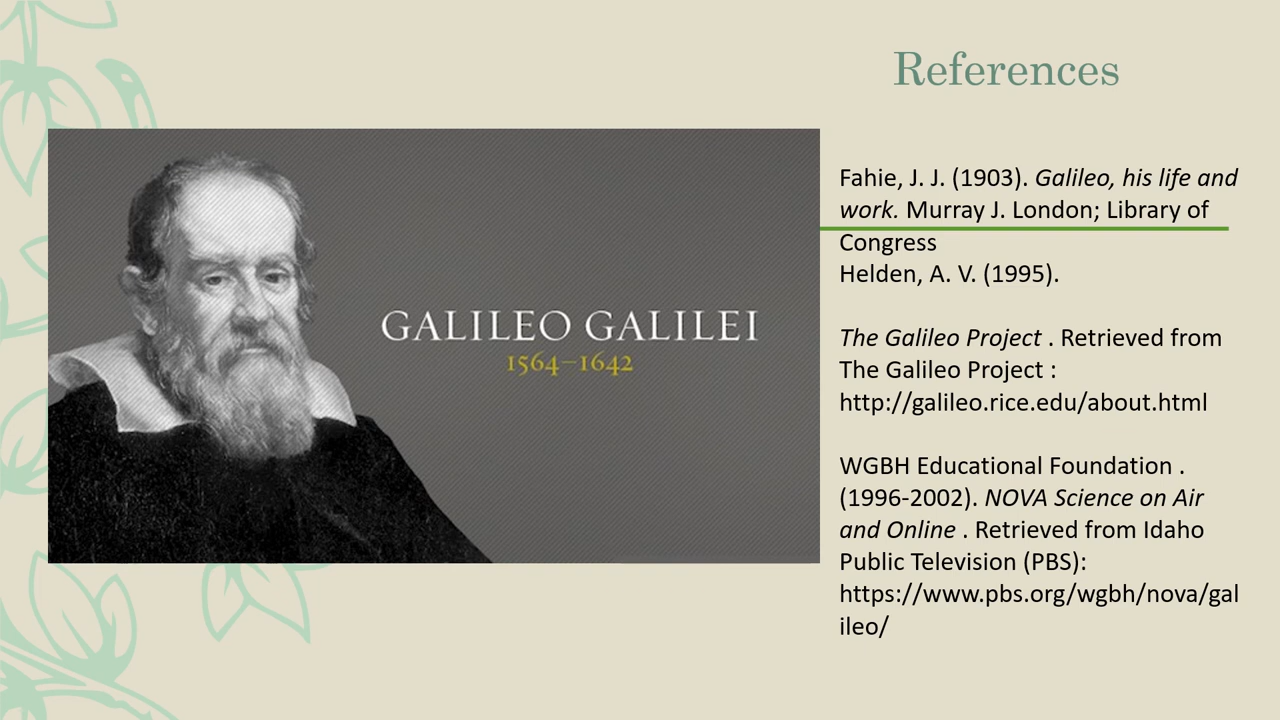 References
GALILEO GALILEI
1564–1642
Fahie, J. J. (1903). Galileo, his life and
work. Murray J. London; Library of
Congress
Helden, A. V. (1995).
The Galileo Project . Retrieved from
The Galileo Project :
http://galileo.rice.edu/about.html
WGBH Educational Foundation .
(1996-2002). NOVA Science on Air
and Online . Retrieved from Idaho
Public Television (PBS):
https://www.pbs.org/wgbh/nova/gal
ileo/